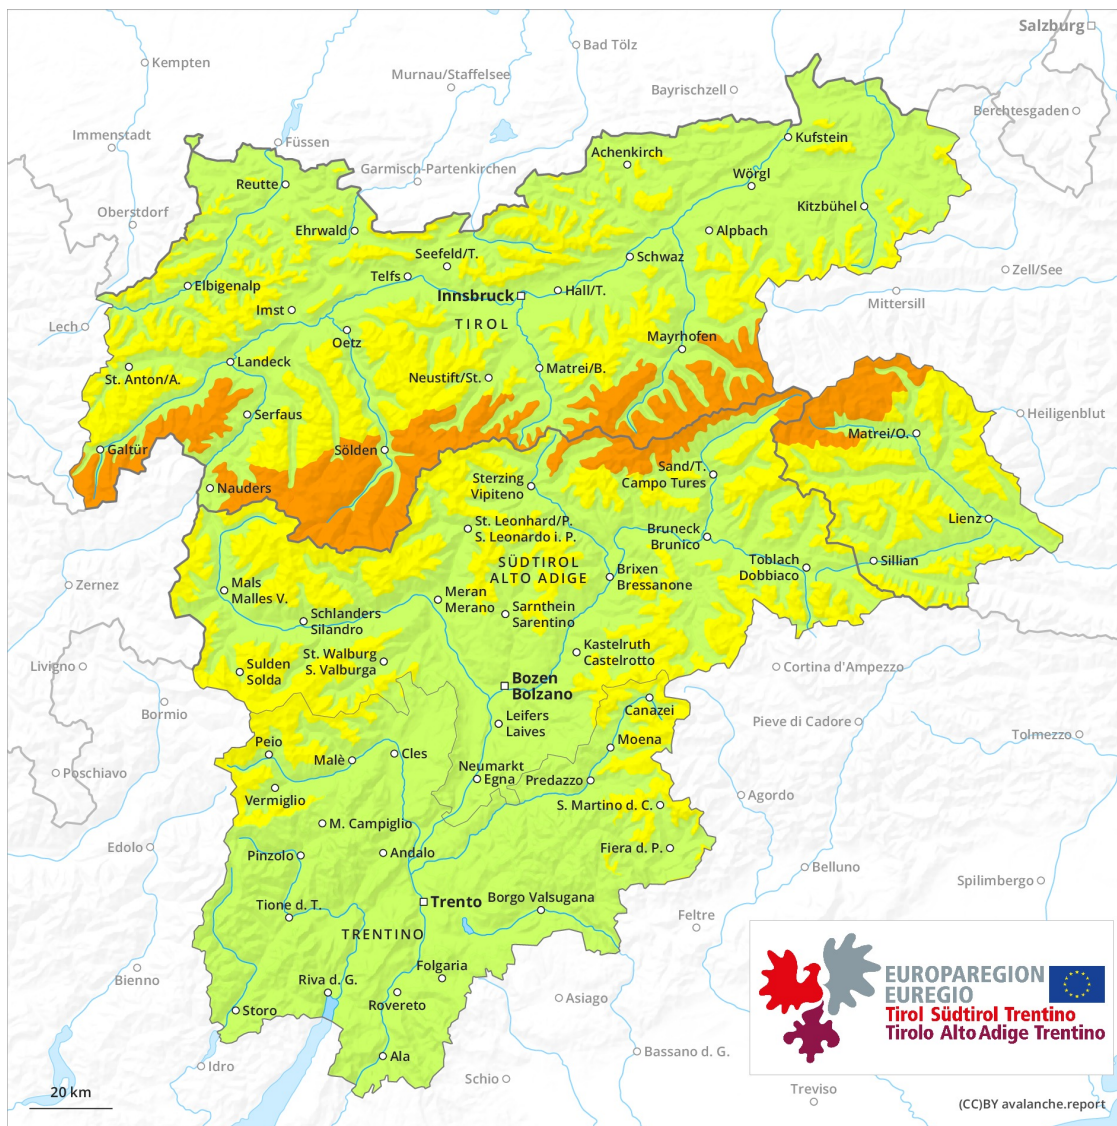 Salzburg
Bad Tölz
Kempten
Murnau/Staffelsee
Bayrischzell
Berchtesgaden
Immenstadt
Füssen
Kufstein
Achenkirch
Garmisch-Partenkirchen
Wörgl
Reutte
Kitzbühel
Oberstdorf
Ehrwald
Alpbach
Seefeld/T.
Schwaz
Telfs
Zell/See
Elbigenalp
Hall/T.
Innsbruck
Mittersill
Imst
TIROL
Lech
Oetz
Mayrhofen
Landeck
Matrei/B.
St. Anton/A.
Neustift/St.
Serfaus
Heiligenblut
Matrei/O.
Galtür
Sölden
Sand/T.
Campo Tures
Sterzing
Vipiteno
Nauders
Lienz
St. Leonhard/P.
S. Leonardo i. P.
Bruneck
Brunico
SÜDTIROL
ALTO ADIGE
Toblach
Dobbiaco
Sillian
Brixen
Bressanone
Zernez
Mals
Malles V.
Meran
Merano
Sarnthein
Sarentino
Schlanders
Silandro
Kastelruth
Castelrotto
St. Walburg
S. Valburga
Livigno
Sulden
Solda
Cortina d'Ampezzo
Bozen
Bolzano
Bormio
Canazei
Leifers
Laives
Pieve di Cadore
Tolmezzo
Peio
Moena
Cles
Malè
Poschiavo
Neumarkt
Egna
Predazzo
Vermiglio
Agordo
S. Martino d. C.
M. Campiglio
Edolo
Pinzolo
Andalo
Fiera d. P.
Belluno
Spilimbergo
Trento
Borgo Valsugana
Tione d. T.
Feltre
TRENTINO
Folgaria
Bienno
Riva d. G.
Rovereto
Asiago
Storo
EUROPAREGION
EUREGIO
Tirol Südtirol Trentino
Tirolo Alto Adige Trentino
Ala
Bassano d. G.
Idro
Schio
Treviso
20 km
(CC)BY avalanche.report